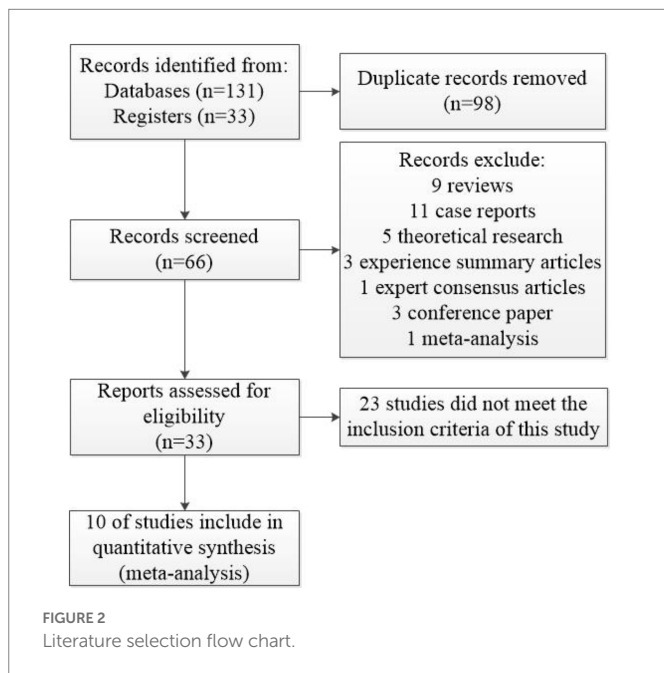 Records identified from:
Databases (n=131)
Registers (n=33)
Duplicate records removed
(n=98)
Records screened
(n=66)
Records exclude:
9 reviews
11 case reports
5 theoretical research
3 experience summary articles
1 expert consensus articles
3 conference paper
1 meta-analysis
Reports assessed for
eligibility
(n=33)
23 studies did not meet the
inclusion criteria of this study
10 of studies include in
quantitative synthesis
(meta-analysis)
FIGURE 2
Literature selection flow chart.